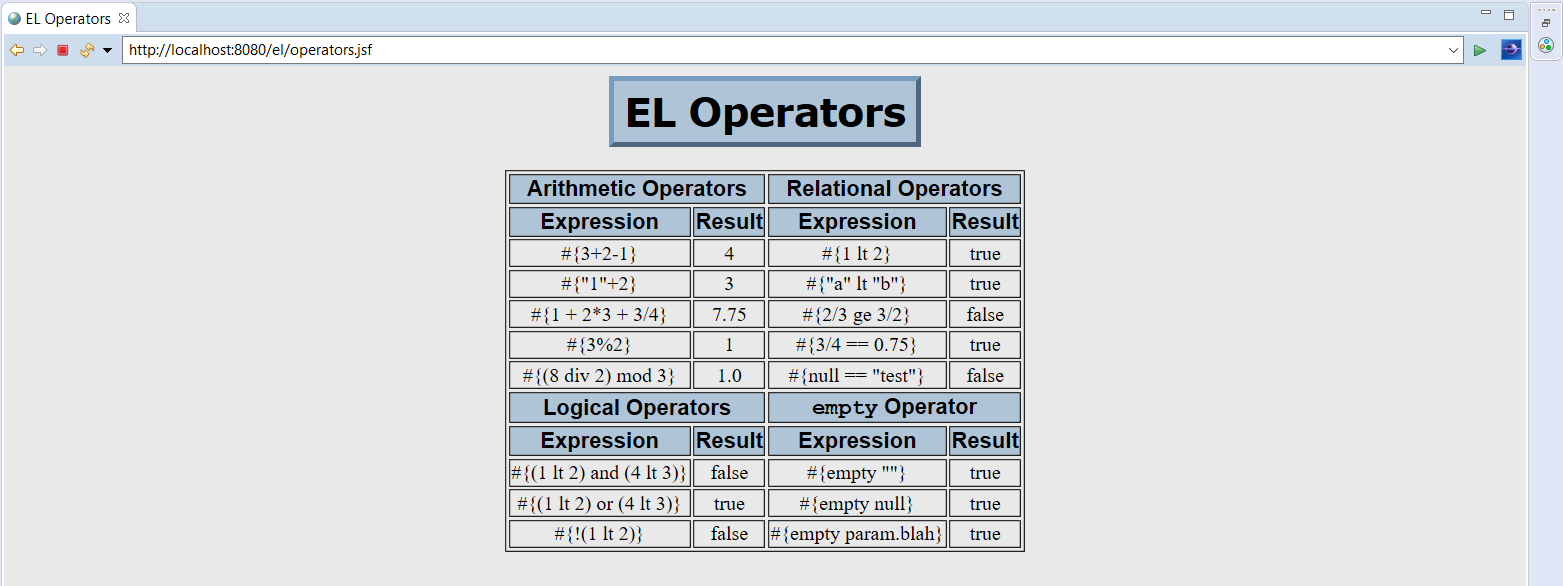 EL Operators
http://localhost:8080/el/operators.jsf
EL Operators
Arithmetic Operators Relational Operators
Expression Result Expression Result
#{3+2-1} 4 #{1 lt 2} true
#{"1"+2} 3 #{"a" lt "b"} true
#{1 + 2*3 + 3/4} 7.75 #{2/3 ge 3/2} false
#{3%2} 1 #{3/4 == 0.75} true
#{(8 div 2) mod 3} 1.0 #{null == "test"} false
Logical Operators empty Operator
Expression Result Expression Result
#{(1 lt 2) and (4 lt 3)} false #{empty ""} true
#{(1 lt 2) or (4 lt 3)} true #{empty null} true
#{!(1 lt 2)} false #{empty param.blah} true